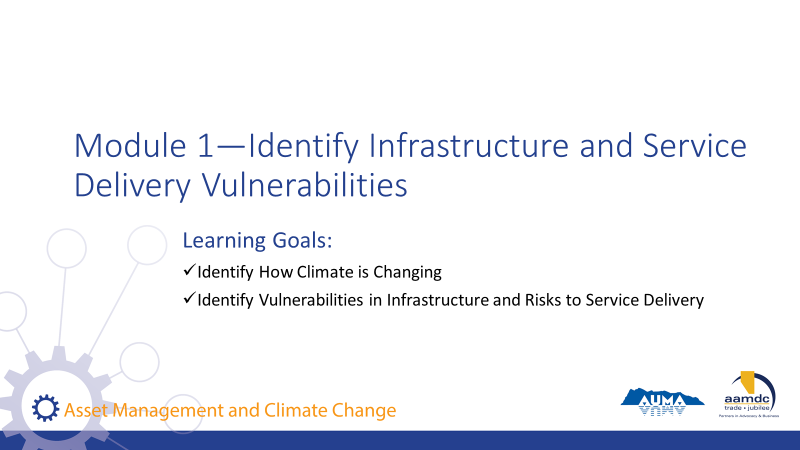 Module 1—Identify Infrastructure and Service
Delivery Vulnerabilities
Learning Goals:
✓Identify How Climate is Changing
✓Identify Vulnerabilities in Infrastructure and Risks to Service Delivery
Asset Management and Climate Change
AUMA
aamdc
trade • jubilee
Partners in Advocacy & Business